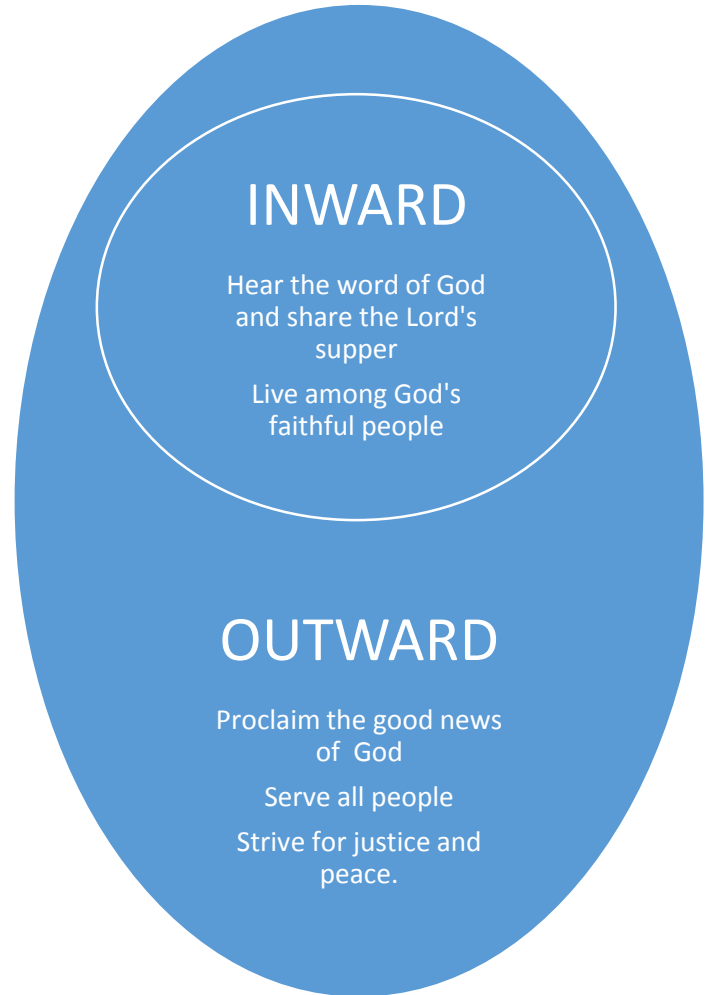 INWARD
Hear the word of God
and share the Lord's
supper
Live among God's
faithful people
OUTWARD
Proclaim the good news
of  God
Serve all people
Strive for justice and
peace.